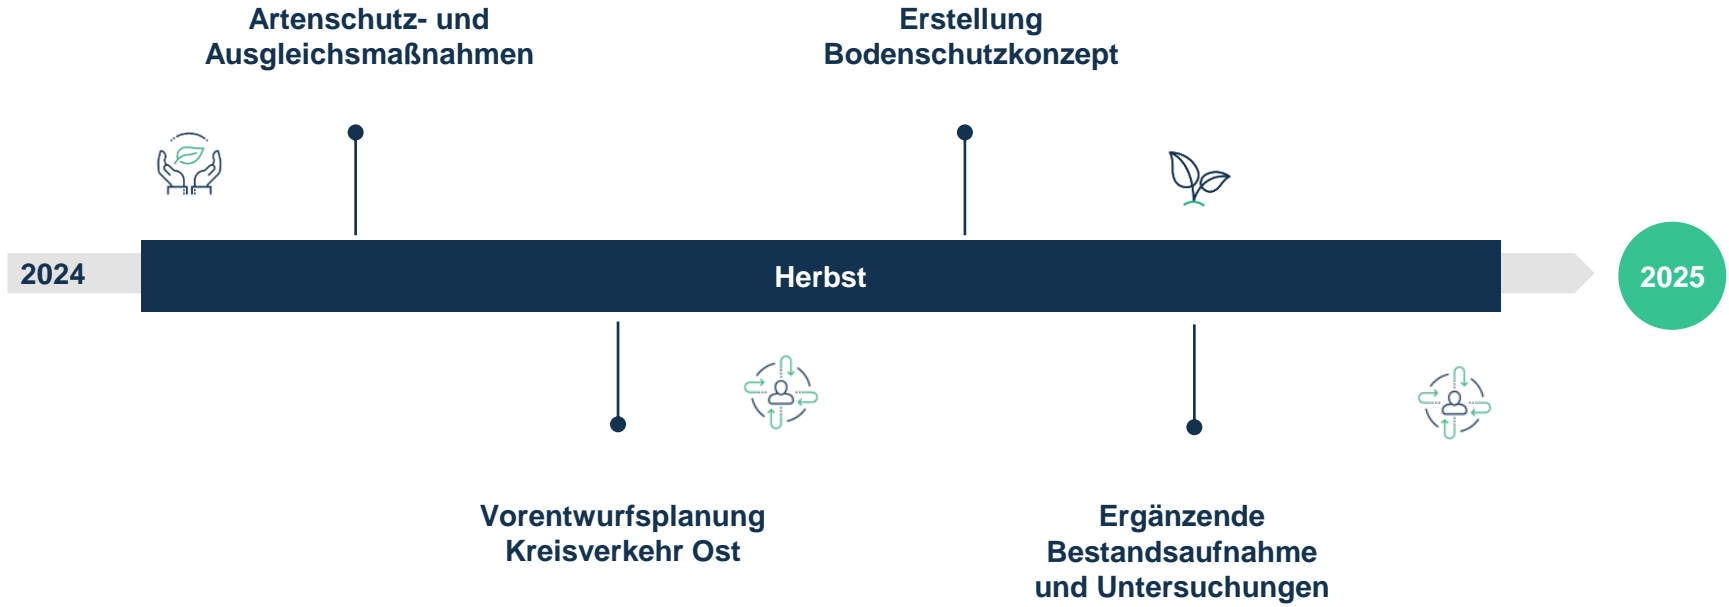 Artenschutz- und
Ausgleichsmaßnahmen
Erstellung
Bodenschutzkonzept
2024
Herbst
2025
Vorentwurfsplanung
Kreisverkehr Ost
Ergänzende
Bestandsaufnahme
und Untersuchungen